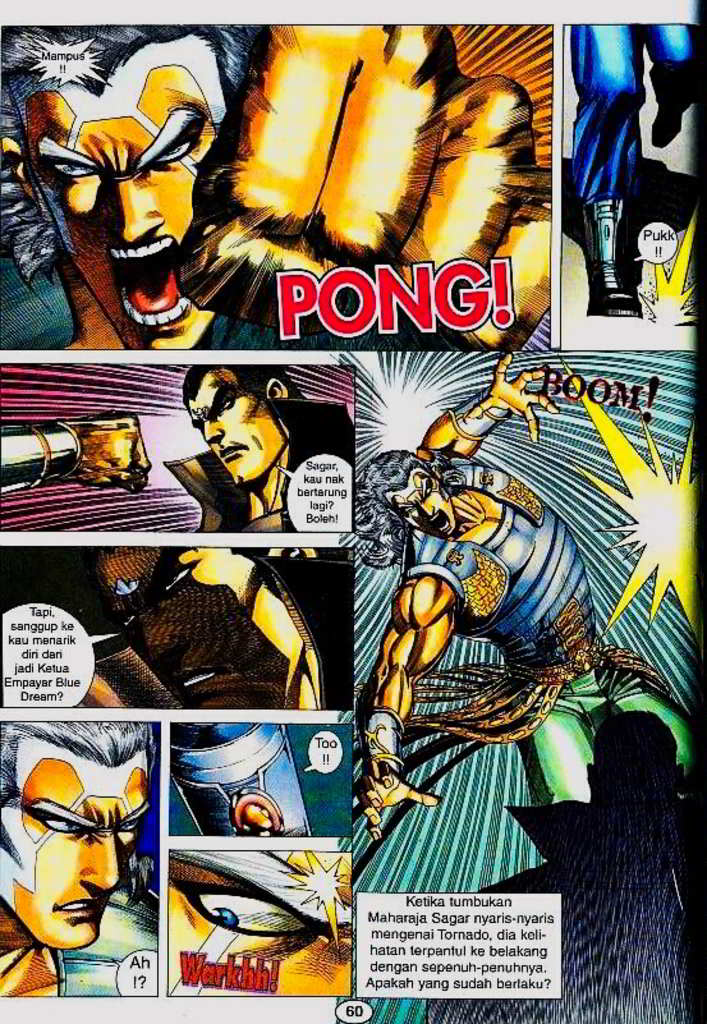 Mampus
!!
PONG!
Pukk
!!
Sagar,
kau nak
bertarung
lagi?
Boleh!
BOOM!
Tapi,
sanggup ke
kau menarik
diri dari
jadi Ketua
Empayar Blue
Dream?
Too
!!
Ah
!?
Warkhh!
Ketika tumbukan
Maharaja Sagar nyaris-nyaris
mengenai Tornado, dia keli-
hatan terpantul ke belakang
dengan sepenuh-penuhnya.
Apakah yang sudah berlaku?
60